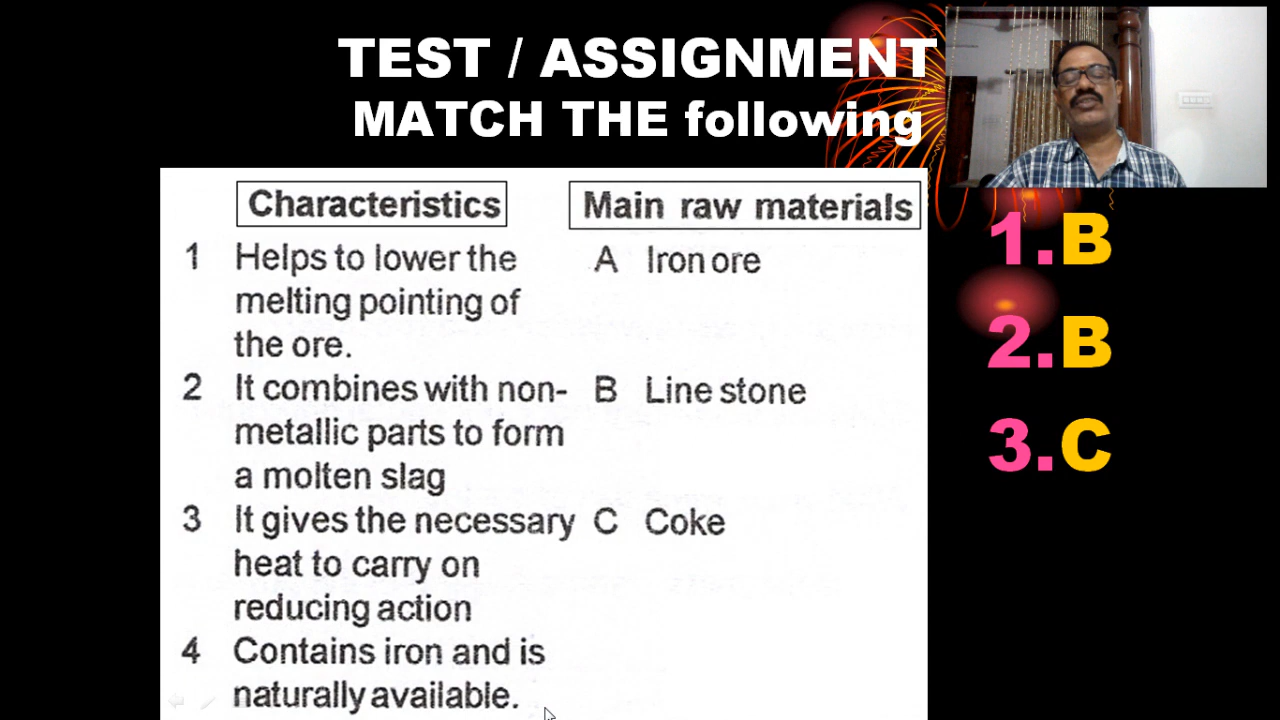 TEST / ASSIGNMENT
MATCH THE following
Characteristics Main raw materials
1 Helps to lower the A Iron ore
melting pointing of
the ore.
2 It combines with non- B Line stone
metallic parts to form
a molten slag
3 It gives the necessary C Coke
heat to carry on
reducing action
4 Contains iron and is
naturally available.
1.B
2.B
3.C